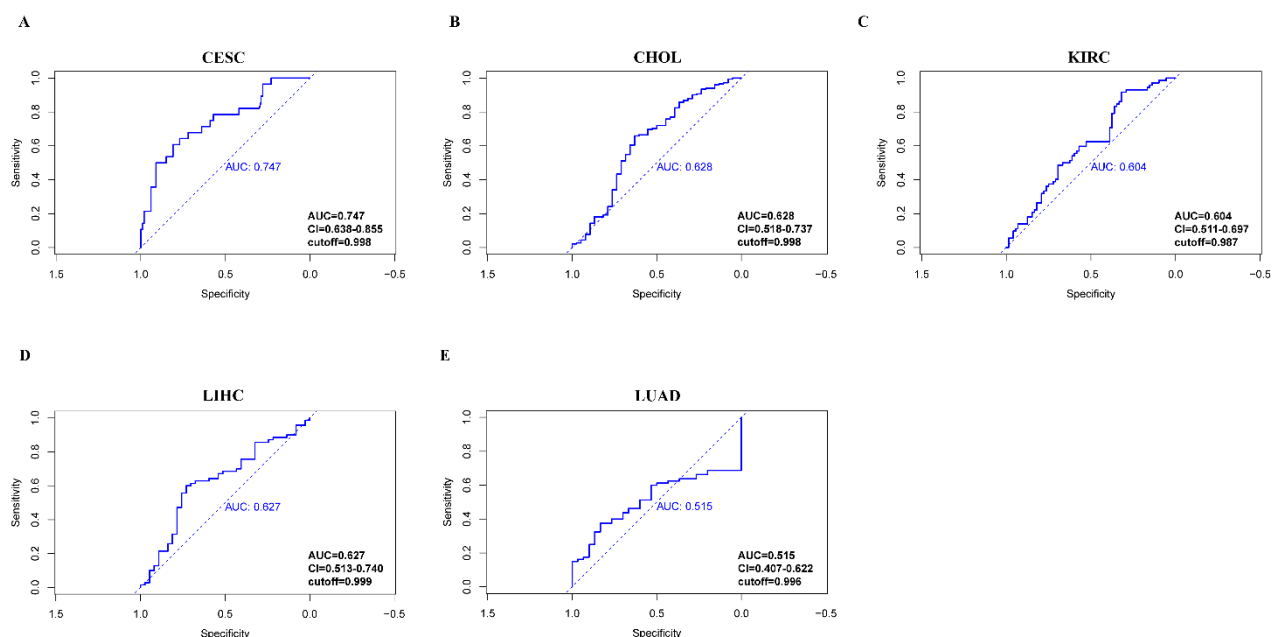 A
CESC
Sensitivity
1.0
0.8
0.6
0.4
0.2
0.0
AUC: 0.747
AUC=0.747
CI=0.638-0.855
cutoff=0.998
1.5 1.0 0.5 0.0 −0.5
Specificity
B
CHOL
Sensitivity
1.0
0.8
0.6
0.4
0.2
0.0
AUC: 0.628
AUC=0.628
CI=0.518-0.737
cutoff=0.998
1.5 1.0 0.5 0.0 −0.5
Specificity
C
KIRC
Sensitivity
1.0
0.8
0.6
0.4
0.2
0.0
AUC: 0.604
AUC=0.604
CI=0.511-0.697
cutoff=0.987
1.5 1.0 0.5 0.0 −0.5
Specificity
D
LIHC
Sensitivity
1.0
0.8
0.6
0.4
0.2
0.0
AUC: 0.627
AUC=0.627
CI=0.513-0.740
cutoff=0.999
1.5 1.0 0.5 0.0 −0.5
Specificity
E
LUAD
Sensitivity
1.0
0.8
0.6
0.4
0.2
0.0
AUC: 0.515
AUC=0.515
CI=0.407-0.622
cutoff=0.996
1.5 1.0 0.5 0.0 −0.5
Specificity